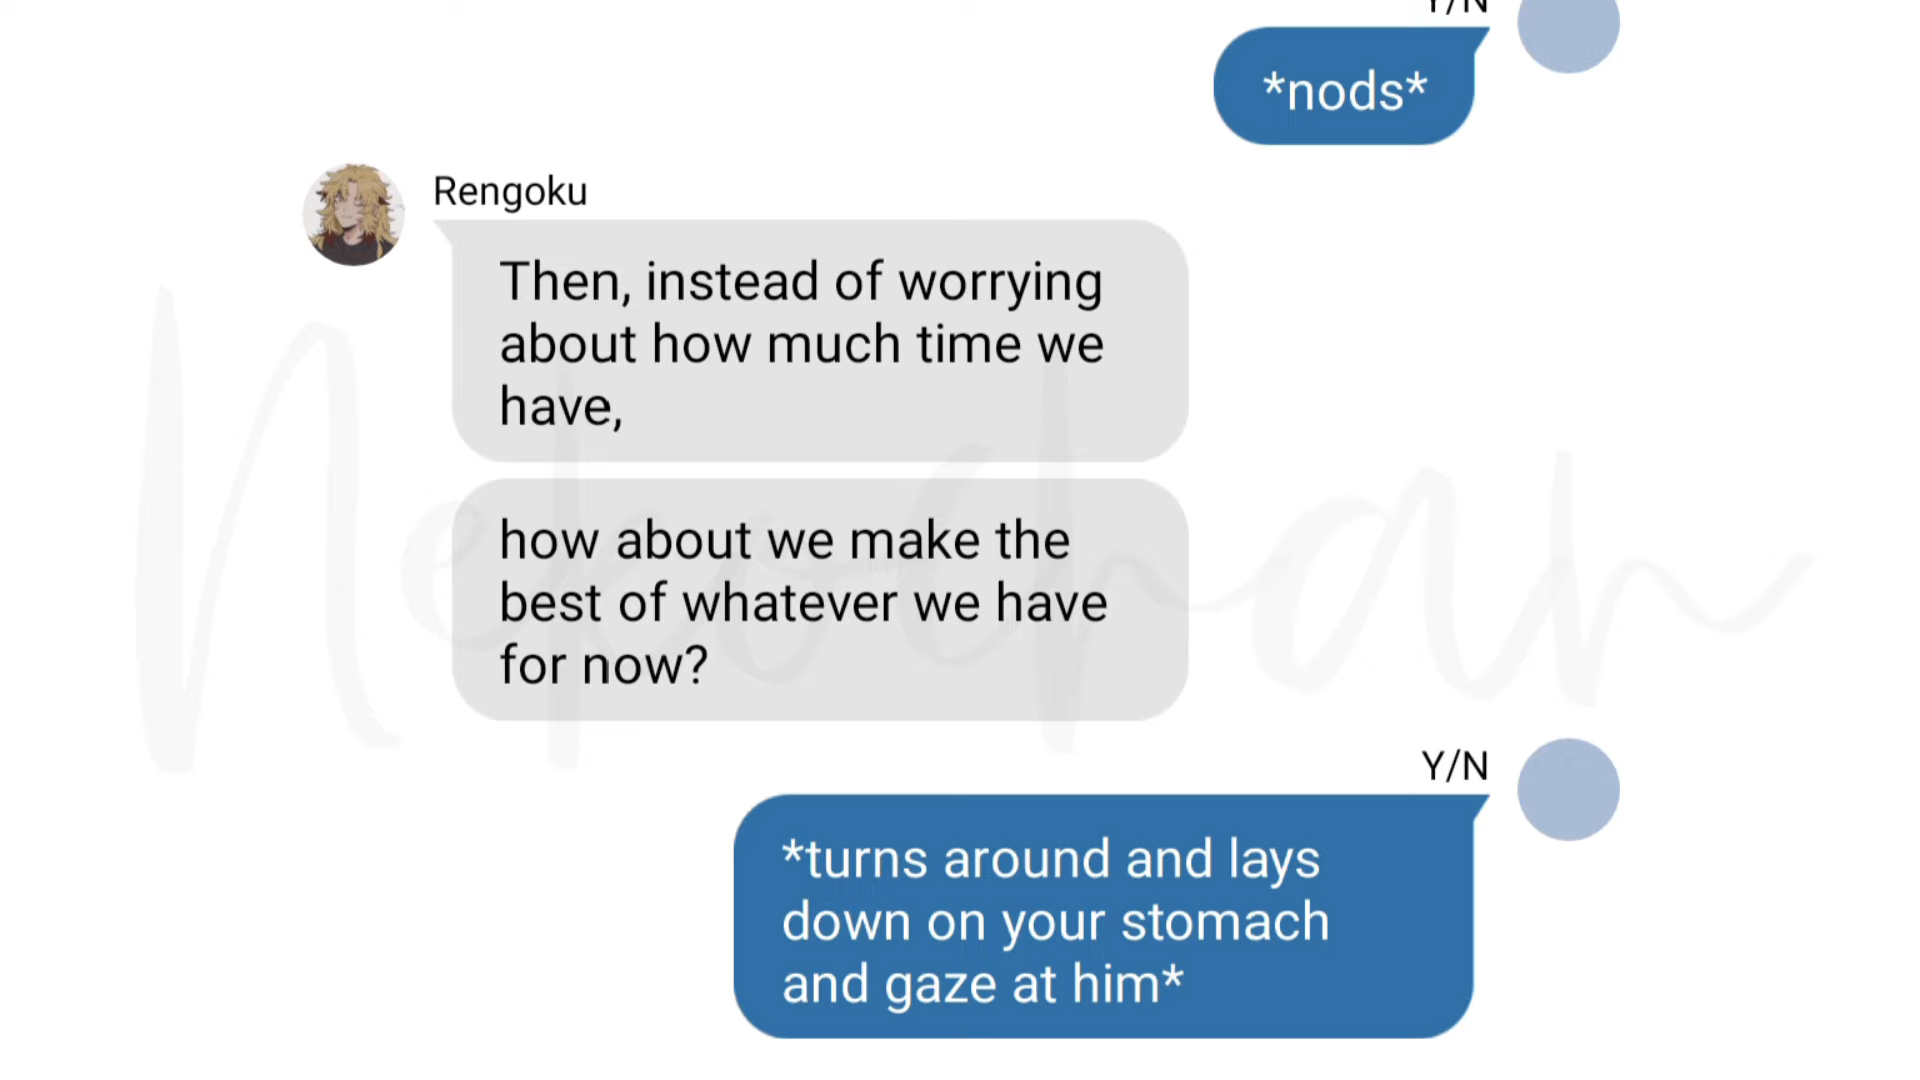 Y/N
*nods*
Rengoku
Then, instead of worrying
about how much time we
have,
how about we make the
best of whatever we have
for now?
Y/N
*turns around and lays
down on your stomach
and gaze at him*
Nekochan